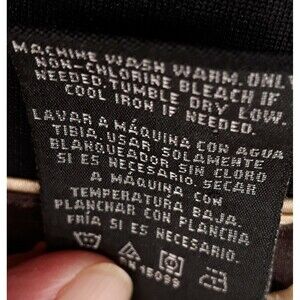 MACHINE WASH WARM. ONLY
NON-CHLORINE BLEACH IF
NEEDED. TUMBLE DRY LOW.
COOL IRON IF NEEDED.
LAVAR A MÁQUINA CON AGUA
TIBIA. USAR SOLAMENTE
BLANQUEADOR SIN CLORO
SI ES NECESARIO. SECAR
A MÁQUINA CON
TEMPERATURA BAJA.
PLANCHAR CON PLANCHA
FRÍA SI ES NECESARIO.
RN 15099